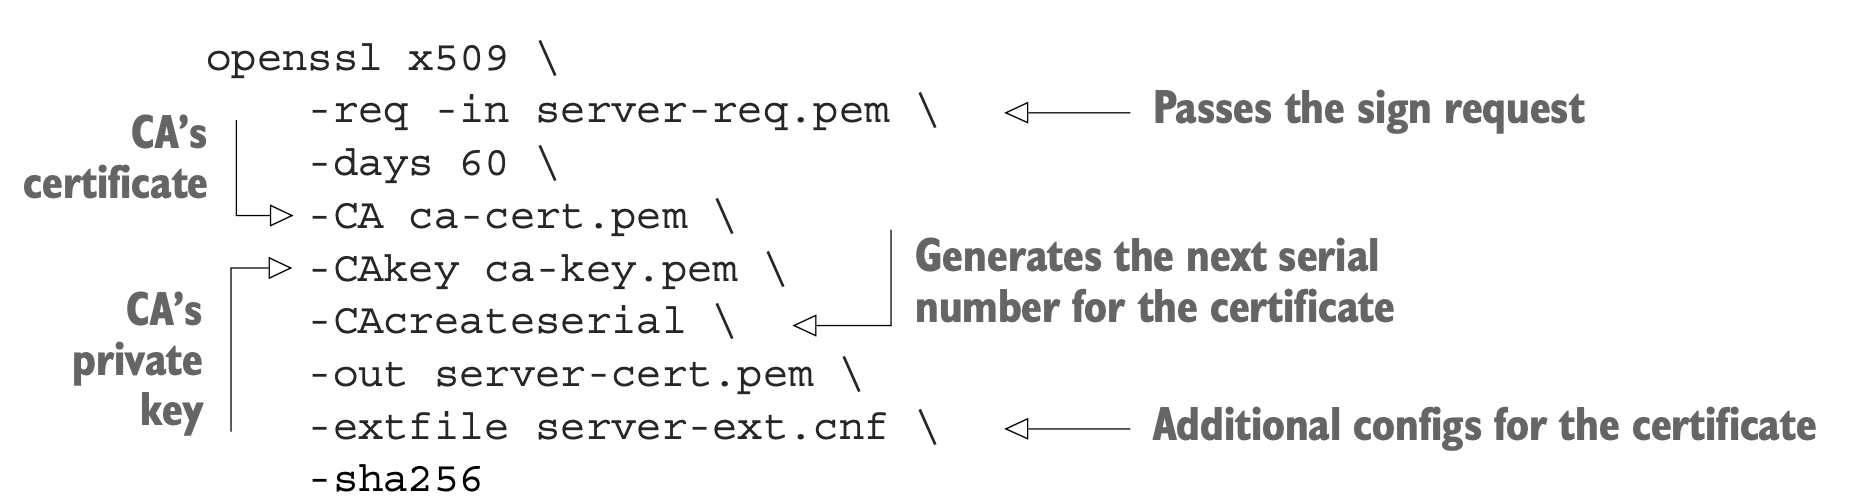 openssl x509 \
-req -in server-req.pem \
Passes the sign request
CA's
certificate
-days 60 \
-CA ca-cert.pem \
-CAkey ca-key.pem \
Generates the next serial
number for the certificate
CA's
private
key
-CAcreateserial \
-out server-cert.pem \
-extfile server-ext.cnf \
Additional configs for the certificate
-sha256